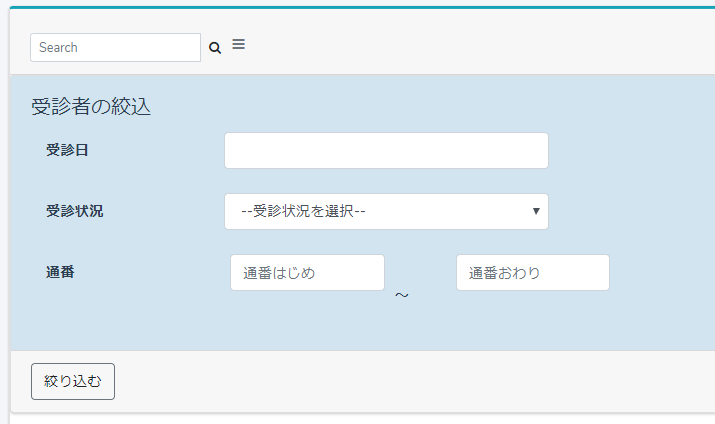 Search
受診者の絞込
受診日
受診状況 --受診状況を選択--
通番 通番はじめ ～ 通番おわり
絞り込む